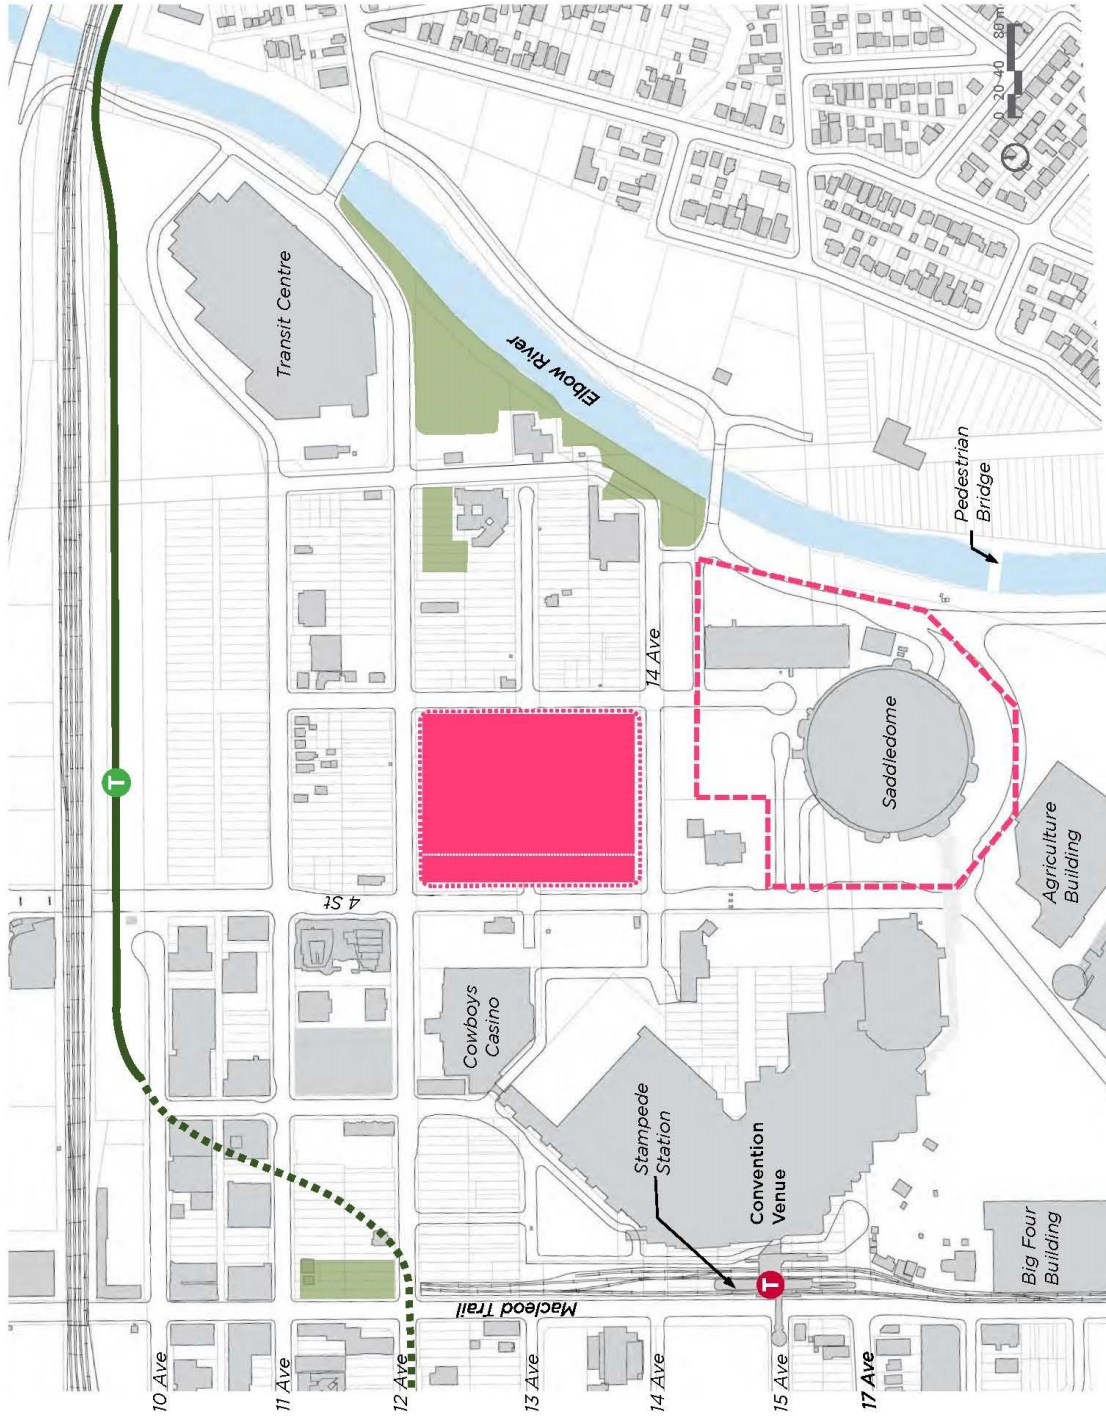 0 20 40 80 m
Transit Centre
Elbow River
Pedestrian
Bridge
14 Ave
Saddledome
Agriculture
Building
4 St
Cowboys
Casino
Stampede
Station
Convention
Venue
Big Four
Building
Macleod Trail
T
T
10 Ave
11 Ave
12 Ave
13 Ave
14 Ave
15 Ave
17 Ave